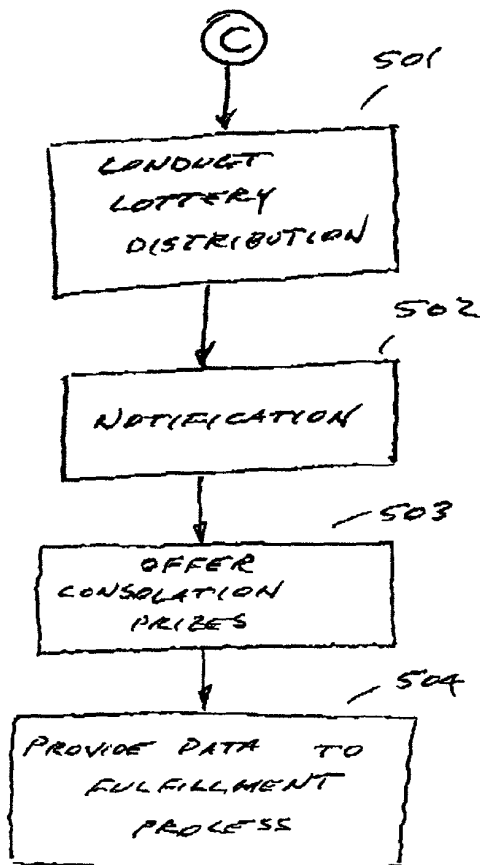 C
501
CONDUCT
LOTTERY
DISTRIBUTION
502
NOTIFICATION
503
OFFER
CONSOLATION
PRIZES
504
PROVIDE DATA TO
FULFILLMENT
PROCESS